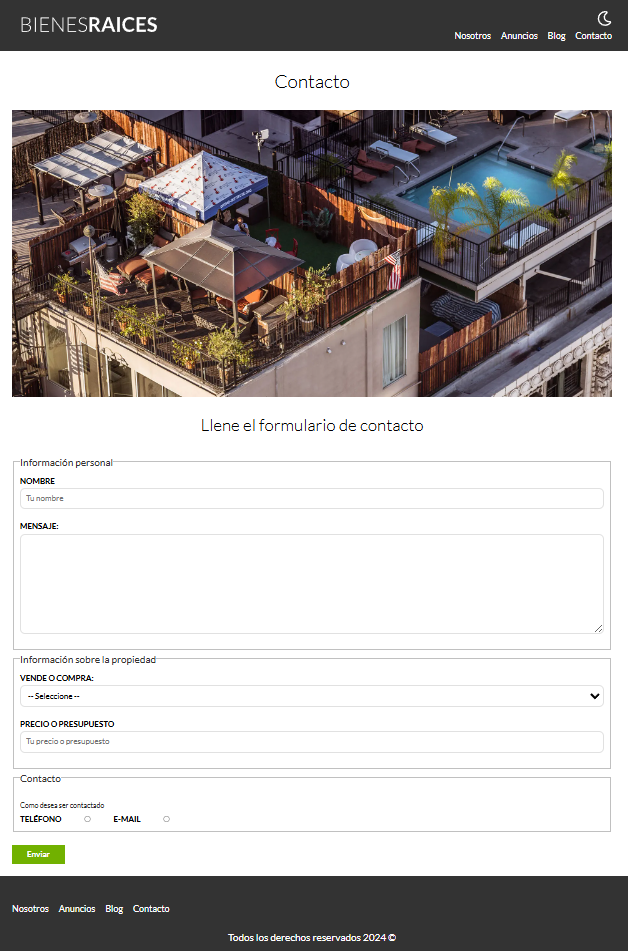 BIENESRAICES
Nosotros Anuncios Blog Contacto
Contacto
Llene el formulario de contacto
Información personal
NOMBRE
Tu nombre
MENSAJE:
Información sobre la propiedad
VENDE O COMPRA:
-- Seleccione --
PRECIO O PRESUPUESTO
Tu precio o presupuesto
Contacto
Como desea ser contactado
TELÉFONO E-MAIL
Enviar
Nosotros Anuncios Blog Contacto
Todos los derechos reservados 2024 ©